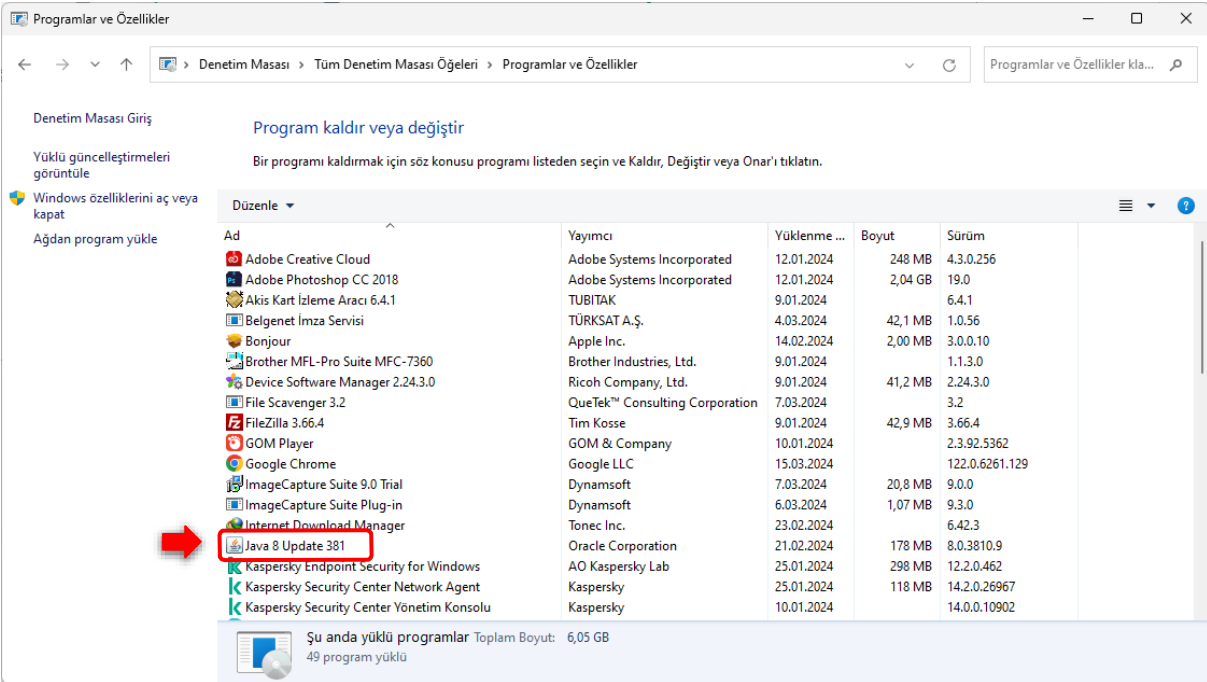 Programlar ve Özellikler
Denetim Masası > Tüm Denetim Masası Öğeleri > Programlar ve Özellikler
Programlar ve Özellikler kla...
Denetim Masası Giriş
Yüklü güncelleştirmeleri
görüntüle
Windows özelliklerini aç veya
kapat
Ağdan program yükle
Program kaldır veya değiştir
Bir programı kaldırmak için söz konusu programı listeden seçin ve Kaldır, Değiştir veya Onar'ı tıklatın.
Düzenle
Ad Yayımcı Yüklenme ... Boyut Sürüm
Adobe Creative Cloud Adobe Systems Incorporated 12.01.2024 248 MB 4.3.0.256
Adobe Photoshop CC 2018 Adobe Systems Incorporated 12.01.2024 2,04 GB 19.0
Akis Kart İzleme Aracı 6.4.1 TUBITAK 9.01.2024 6.4.1
Belgenet İmza Servisi TÜRKSAT A.Ş. 4.03.2024 42,1 MB 1.0.56
Bonjour Apple Inc. 14.02.2024 2,00 MB 3.0.0.10
Brother MFL-Pro Suite MFC-7360 Brother Industries, Ltd. 9.01.2024 1.1.3.0
Device Software Manager 2.24.3.0 Ricoh Company, Ltd. 9.01.2024 41,2 MB 2.24.3.0
File Scavenger 3.2 QueTek™ Consulting Corporation 7.03.2024 3.2
FileZilla 3.66.4 Tim Kosse 9.01.2024 42,9 MB 3.66.4
GOM Player GOM & Company 10.01.2024 2.3.92.5362
Google Chrome Google LLC 15.03.2024 122.0.6261.129
ImageCapture Suite 9.0 Trial Dynamsoft 7.03.2024 20,8 MB 9.0.0
ImageCapture Suite Plug-in Dynamsoft 6.03.2024 1,07 MB 9.3.0
Internet Download Manager Tonec Inc. 23.02.2024 6.42.3
Java 8 Update 381 Oracle Corporation 21.02.2024 178 MB 8.0.3810.9
Kaspersky Endpoint Security for Windows AO Kaspersky Lab 25.01.2024 298 MB 12.2.0.462
Kaspersky Security Center Network Agent Kaspersky 25.01.2024 118 MB 14.2.0.26967
Kaspersky Security Center Yönetim Konsolu Kaspersky 10.01.2024 14.0.0.10902
Şu anda yüklü programlar Toplam Boyut: 6,05 GB
49 program yüklü